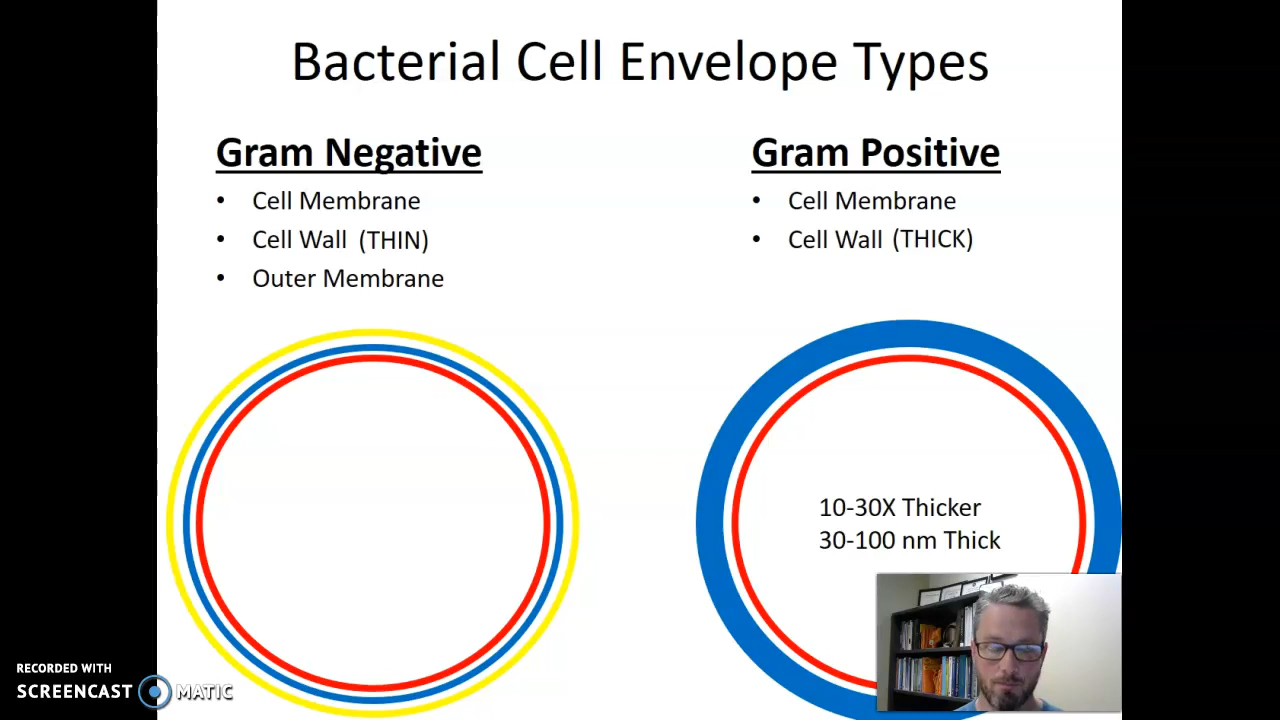 Bacterial Cell Envelope Types
Gram Negative
• Cell Membrane
• Cell Wall (THIN)
• Outer Membrane
Gram Positive
• Cell Membrane
• Cell Wall (THICK)
10-30X Thicker
30-100 nm Thick
RECORDED WITH
SCREENCAST MATIC